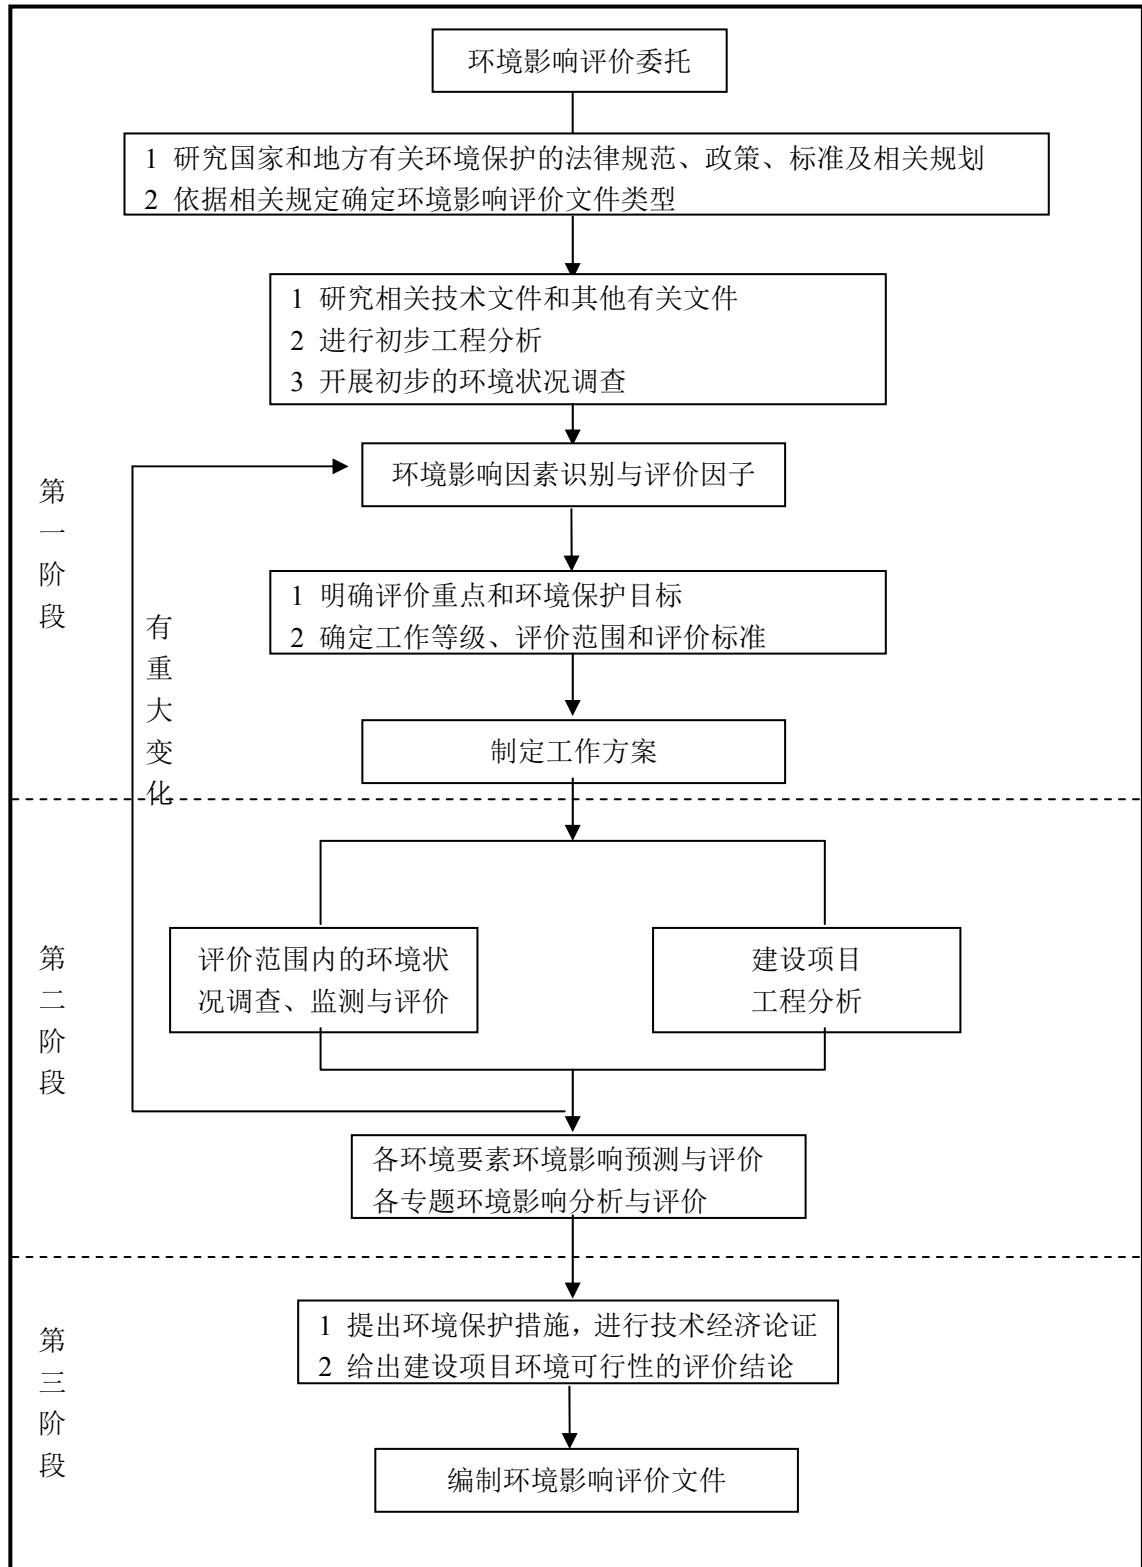 环境影响评价委托
1 研究国家和地方有关环境保护的法律规范、政策、标准及相关规划
2 依据相关规定确定环境影响评价文件类型
1 研究相关技术文件和其他有关文件
2 进行初步工程分析
3 开展初步的环境状况调查
环境影响因素识别与评价因子
第一阶段
1 明确评价重点和环境保护目标
2 确定工作等级、评价范围和评价标准
有重大变化
制定工作方案
第二阶段
评价范围内的环境状
况调查、监测与评价
建设项目
工程分析
各环境要素环境影响预测与评价
各专题环境影响分析与评价
第三阶段
1 提出环境保护措施，进行技术经济论证
2 给出建设项目环境可行性的评价结论
编制环境影响评价文件